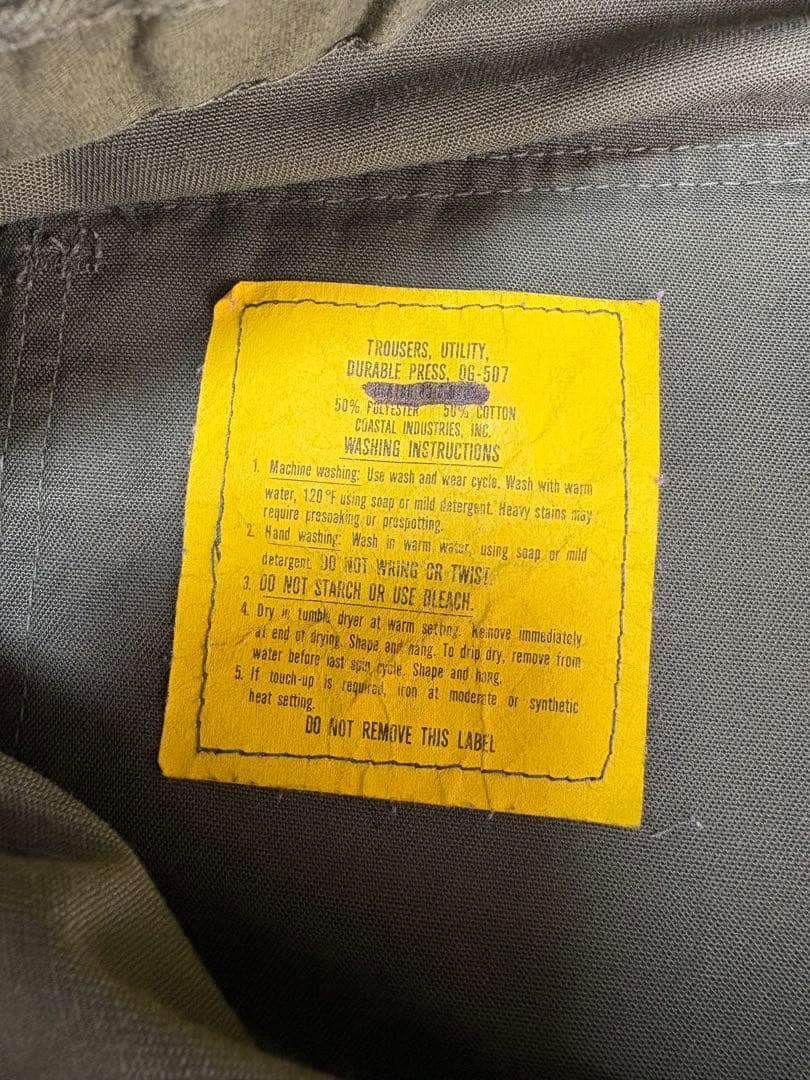 TROUSERS, UTILITY,
DURABLE PRESS, OG-507
50% POLYESTER 50% COTTON
COASTAL INDUSTRIES, INC.
WASHING INSTRUCTIONS
1. Machine washing: Use wash and wear cycle. Wash with warm
water, 120°F using soap or mild detergent. Heavy stains may
require presoaking or prespotting.
2. Hand washing: Wash in warm water, using soap or mild
detergent. DO NOT WRING OR TWIST.
3. DO NOT STARCH OR USE BLEACH.
4. Dry in tumble dryer at warm setting. Remove immediately
at end of drying. Shape and hang. To drip dry, remove from
water before last spin cycle. Shape and hang.
5. If touch-up is required, iron at moderate or synthetic
heat setting.
DO NOT REMOVE THIS LABEL